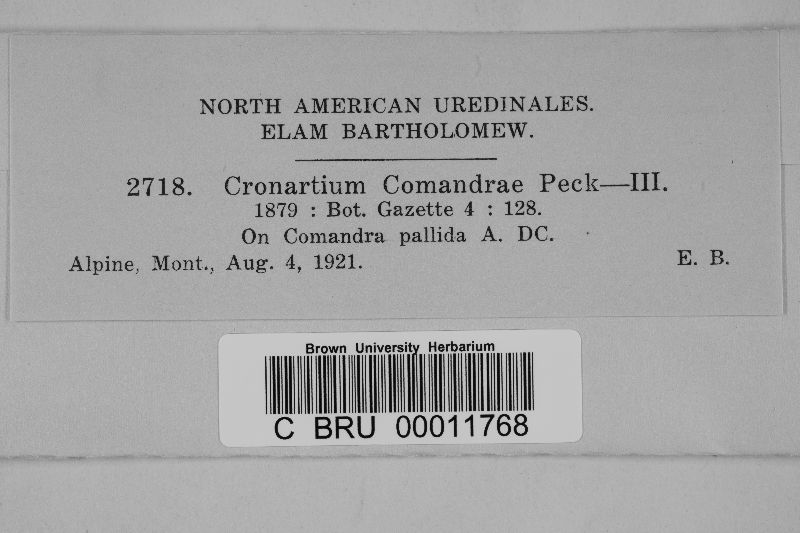 NORTH AMERICAN UREDINALES.
ELAM BARTHOLOMEW.
2718. Cronartium Comandrae Peck—III.
1879 : Bot. Gazette 4 : 128.
On Comandra pallida A. DC.
Alpine, Mont., Aug. 4, 1921. E. B.
Brown University Herbarium
C BRU 00011768